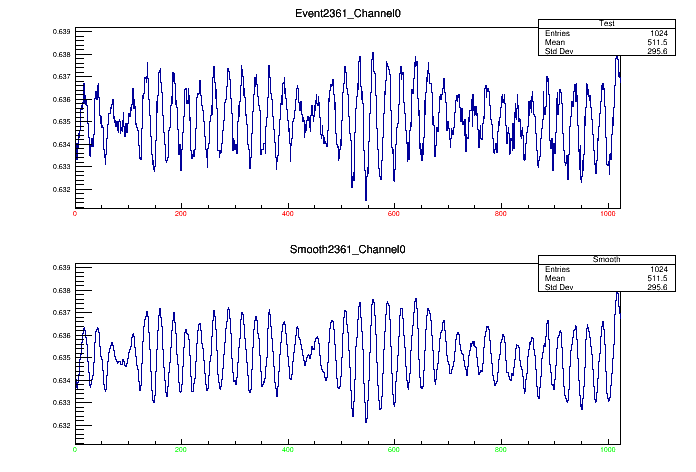 Event2361_Channel0
Test
Entries 1024
Mean 511.5
Std Dev 295.6
0.639
0.638
0.637
0.636
0.635
0.634
0.633
0.632
0 200 400 600 800 1000
Smooth2361_Channel0
Smooth
Entries 1024
Mean 511.5
Std Dev 295.6
0.639
0.638
0.637
0.636
0.635
0.634
0.633
0.632
0 200 400 600 800 1000